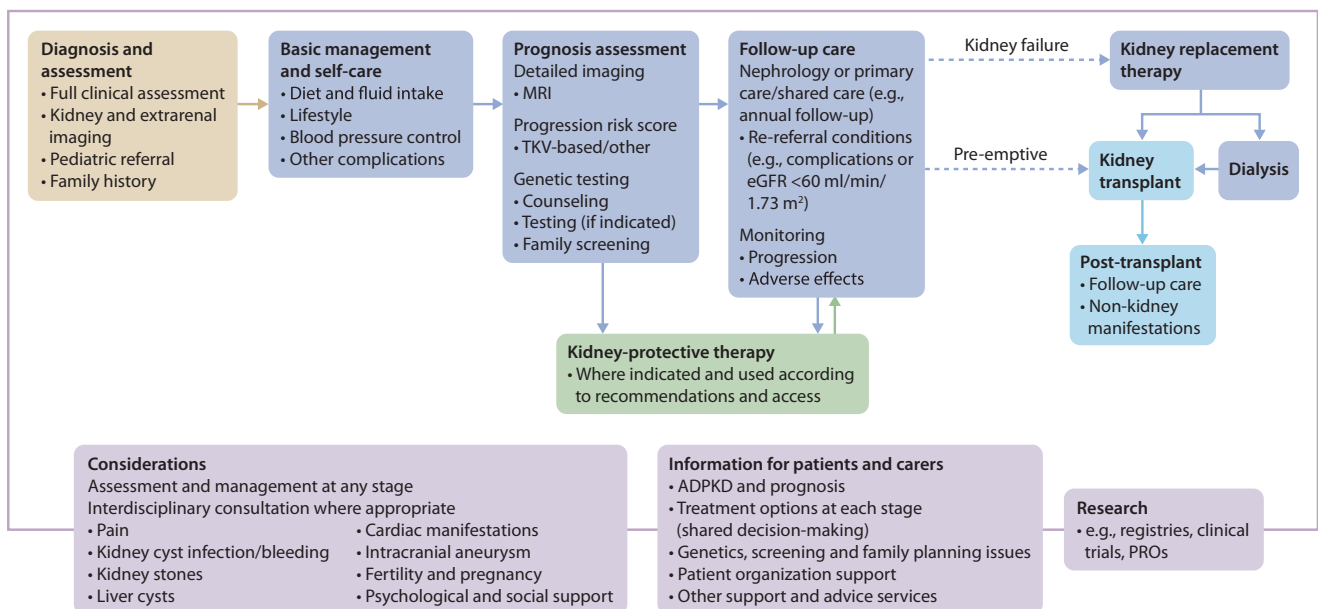 Diagnosis and
assessment
• Full clinical assessment
• Kidney and extrarenal
imaging
• Pediatric referral
• Family history
Basic management
and self-care
• Diet and fluid intake
• Lifestyle
• Blood pressure control
• Other complications
Prognosis assessment
Detailed imaging
• MRI
Progression risk score
• TKV-based/other
Genetic testing
• Counseling
• Testing (if indicated)
• Family screening
Follow-up care
Nephrology or primary
care/shared care (e.g.,
annual follow-up)
• Re-referral conditions
(e.g., complications or
eGFR <60 ml/min/
1.73 m²)
Monitoring
• Progression
• Adverse effects
Kidney failure
Pre-emptive
Kidney replacement
therapy
Kidney
transplant
Dialysis
Post-transplant
• Follow-up care
• Non-kidney
manifestations
Kidney-protective therapy
• Where indicated and used according
to recommendations and access
Considerations
Assessment and management at any stage
Interdisciplinary consultation where appropriate
• Pain
• Kidney cyst infection/bleeding
• Kidney stones
• Liver cysts
• Cardiac manifestations
• Intracranial aneurysm
• Fertility and pregnancy
• Psychological and social support
Information for patients and carers
• ADPKD and prognosis
• Treatment options at each stage
(shared decision-making)
• Genetics, screening and family planning issues
• Patient organization support
• Other support and advice services
Research
• e.g., registries, clinical
trials, PROs